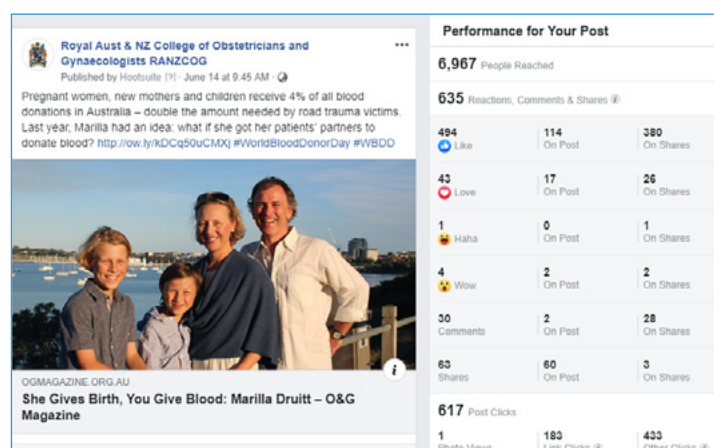 Royal Aust & NZ College of Obstetricians and
Gynaecologists RANZCOG
Published by Hootsuite [?] · June 14 at 9:45 AM ·
Pregnant women, new mothers and children receive 4% of all blood
donations in Australia – double the amount needed by road trauma victims.
Last year, Marilla had an idea: what if she got her patients' partners to
donate blood? http://ow.ly/kDCq50uCMXj #WorldBloodDonorDay #WBDD
OGMAGAZINE.ORG.AU
She Gives Birth, You Give Blood: Marilla Druitt – O&G
Magazine
Performance for Your Post
6,967 People Reached
635 Reactions, Comments & Shares
494 114 380
Like On Post On Shares
43 17 26
Love On Post On Shares
1 0 1
Haha On Post On Shares
4 2 2
Wow On Post On Shares
30 2 28
Comments On Post On Shares
63 60 3
Shares On Post On Shares
617 Post Clicks
1 183 433
Photo Views Link Clicks Other Clicks